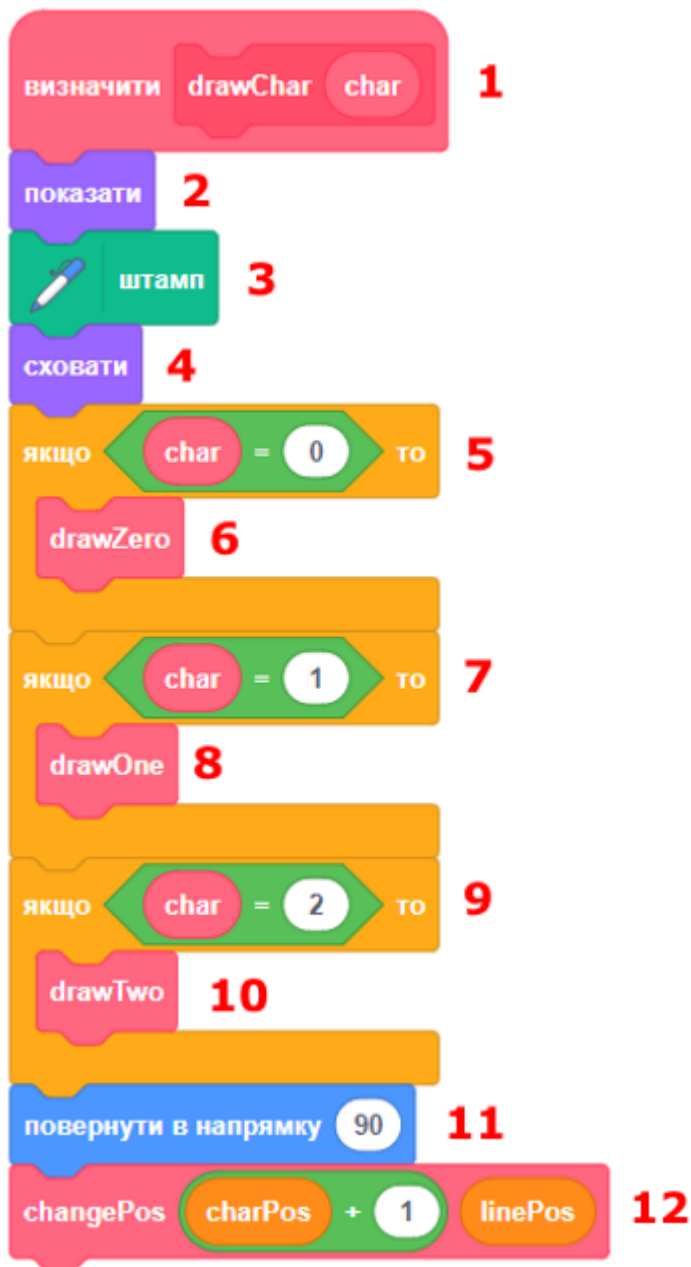 визначити drawChar char 1
показати 2
штамп 3
сховати 4
якщо char = 0 то 5
drawZero 6
якщо char = 1 то 7
drawOne 8
якщо char = 2 то 9
drawTwo 10
повернути в напрямку 90 11
changePos charPos + 1 linePos 12